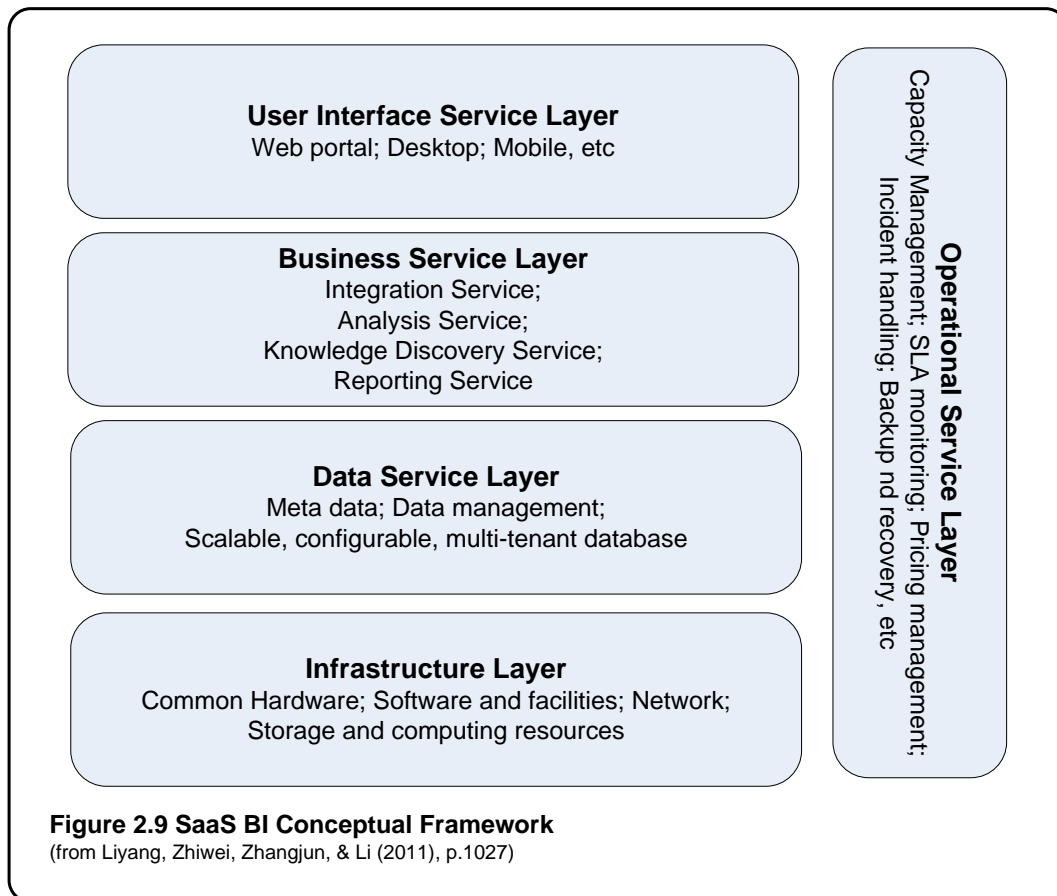 User Interface Service Layer
Web portal; Desktop; Mobile, etc
Business Service Layer
Integration Service;
Analysis Service;
Knowledge Discovery Service;
Reporting Service
Data Service Layer
Meta data; Data management;
Scalable, configurable, multi-tenant database
Infrastructure Layer
Common Hardware; Software and facilities; Network;
Storage and computing resources
Operational Service Layer
Capacity Management; SLA monitoring; Pricing management;
Incident handling; Backup nd recovery, etc
Figure 2.9 SaaS BI Conceptual Framework
(from Liyang, Zhiwei, Zhangjun, & Li (2011), p.1027)